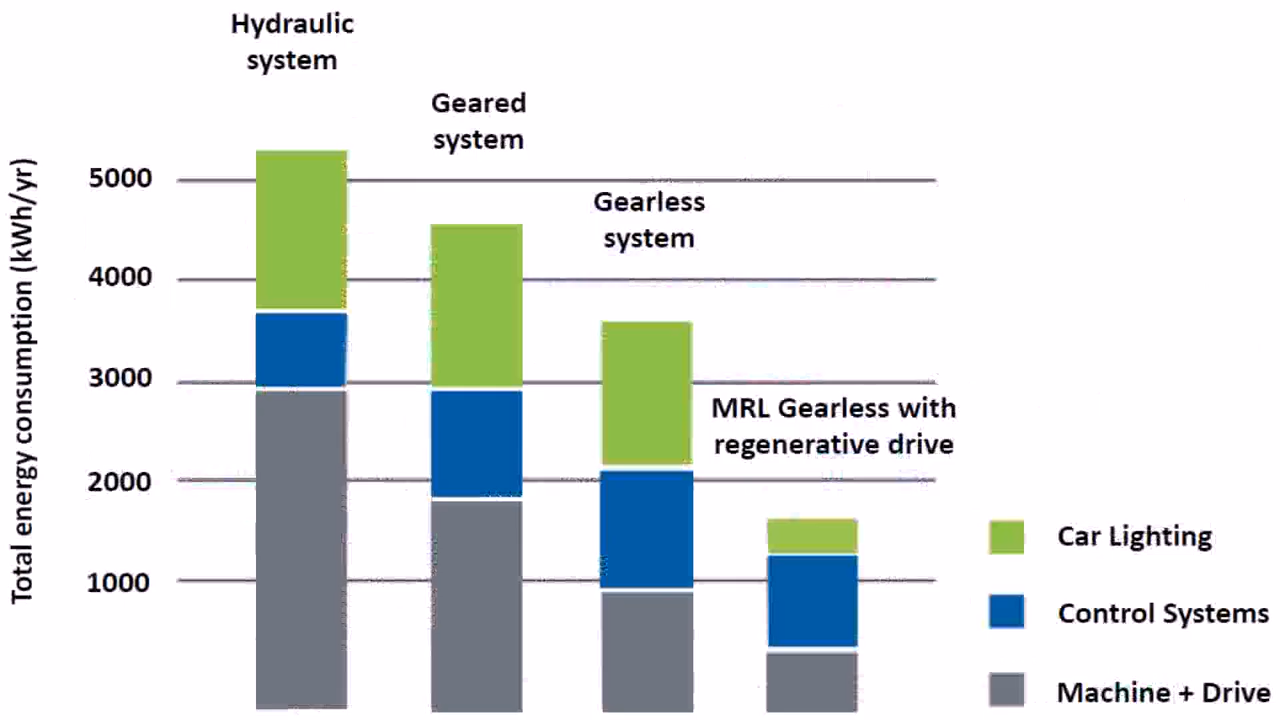 Hydraulic
system
Geared
system
Gearless
system
MRL Gearless with
regenerative drive
Total energy consumption (kWh/yr)
5000
4000
3000
2000
1000
Car Lighting
Control Systems
Machine + Drive